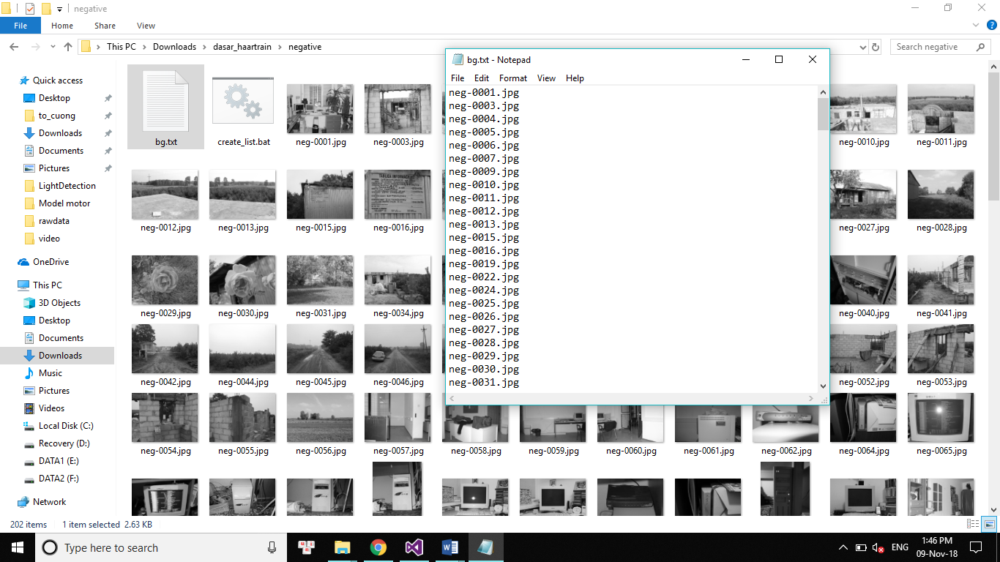 negative
File Home Share View
This PC Downloads dasar_haartrain negative
Search negative
Quick access
Desktop
to_cuong
Downloads
Documents
Pictures
LightDetection
Model motor
rawdata
video
OneDrive
This PC
3D Objects
Desktop
Documents
Downloads
Music
Pictures
Videos
Local Disk (C:)
Recovery (D:)
DATA1 (E:)
DATA2 (F:)
Network
bg.txt create_list.bat neg-0001.jpg neg-0003.jpg neg-0010.jpg neg-0011.jpg
neg-0012.jpg neg-0013.jpg neg-0015.jpg neg-0016.jpg neg-0027.jpg neg-0028.jpg
neg-0029.jpg neg-0030.jpg neg-0031.jpg neg-0034.jpg neg-0040.jpg neg-0041.jpg
neg-0042.jpg neg-0044.jpg neg-0045.jpg neg-0046.jpg neg-0052.jpg neg-0053.jpg
neg-0054.jpg neg-0055.jpg neg-0056.jpg neg-0057.jpg neg-0058.jpg neg-0059.jpg neg-0060.jpg neg-0061.jpg neg-0062.jpg neg-0064.jpg neg-0065.jpg
bg.txt - Notepad
File Edit Format View Help
neg-0001.jpg
neg-0003.jpg
neg-0004.jpg
neg-0005.jpg
neg-0006.jpg
neg-0007.jpg
neg-0009.jpg
neg-0010.jpg
neg-0011.jpg
neg-0012.jpg
neg-0013.jpg
neg-0015.jpg
neg-0016.jpg
neg-0019.jpg
neg-0022.jpg
neg-0024.jpg
neg-0025.jpg
neg-0026.jpg
neg-0027.jpg
neg-0028.jpg
neg-0029.jpg
neg-0030.jpg
neg-0031.jpg
202 items 1 item selected 2.63 KB
Type here to search
ENG
1:46 PM
09-Nov-18